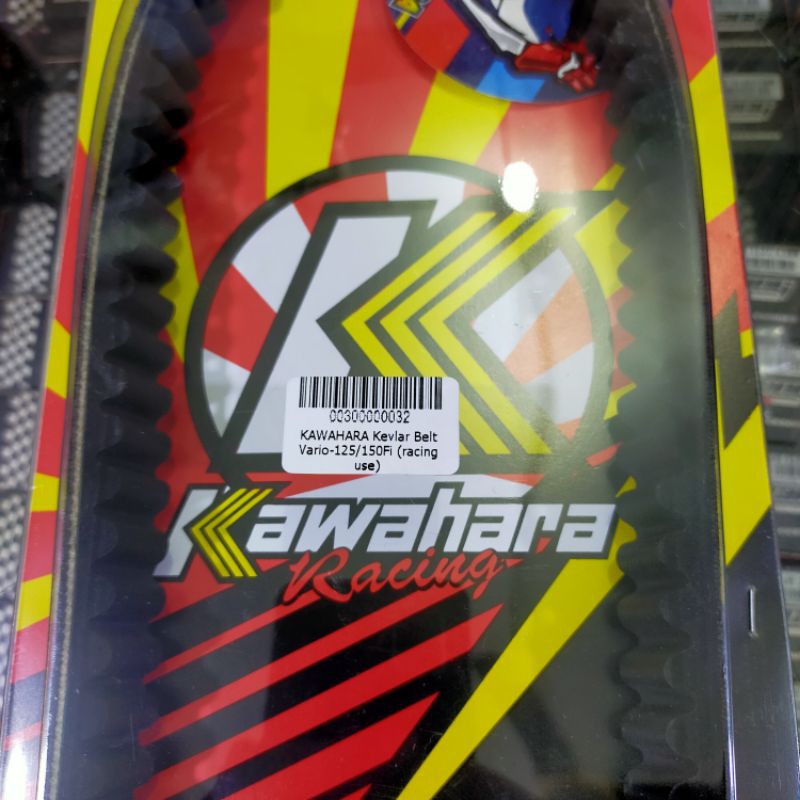 00300000032
KAWAHARA Kevlar Belt
Vario-125/150Fi (racing
use)
Kawahara
Racing